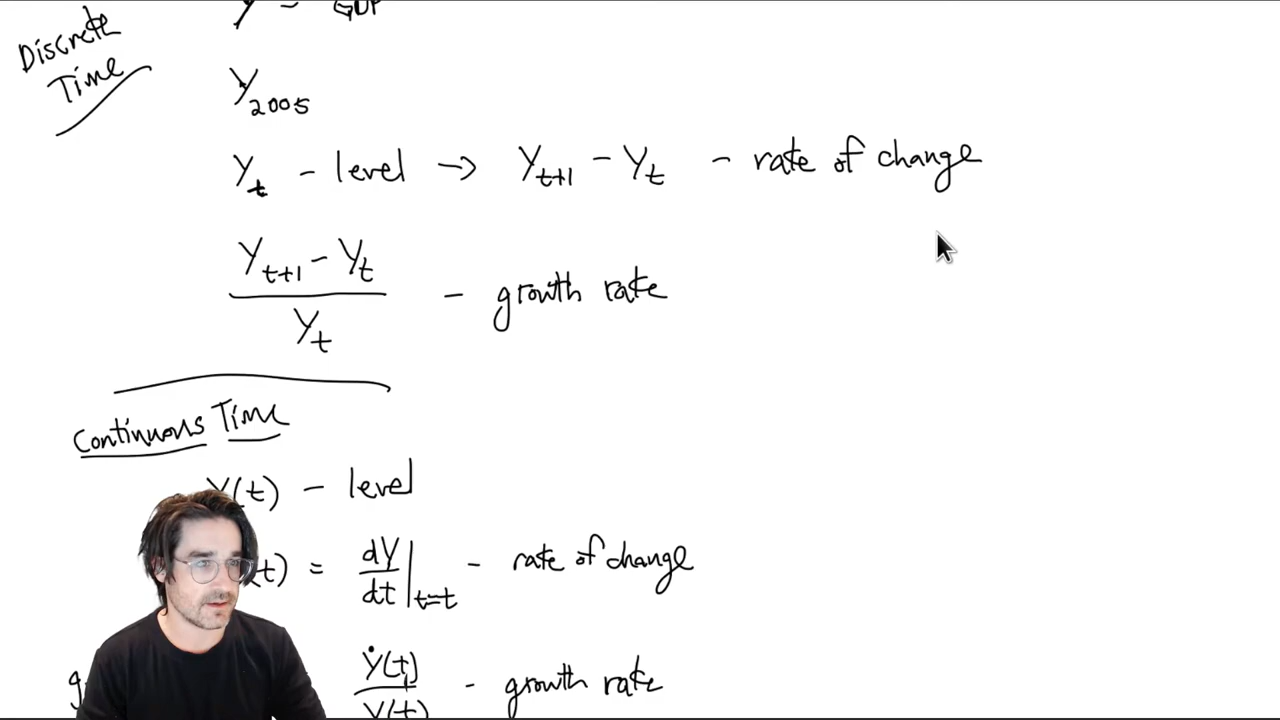 Discrete Time
Y = GDP
Y₂₀₀₅
Yₜ - level → Yₜ₊₁ - Yₜ - rate of change
(Yₜ₊₁ - Yₜ) / Yₜ - growth rate
Continuous Time
Y(t) - level
(t) = dY/dt |ₜ₌ₜ - rate of change
Ẏ(t) / Y(t) - growth rate